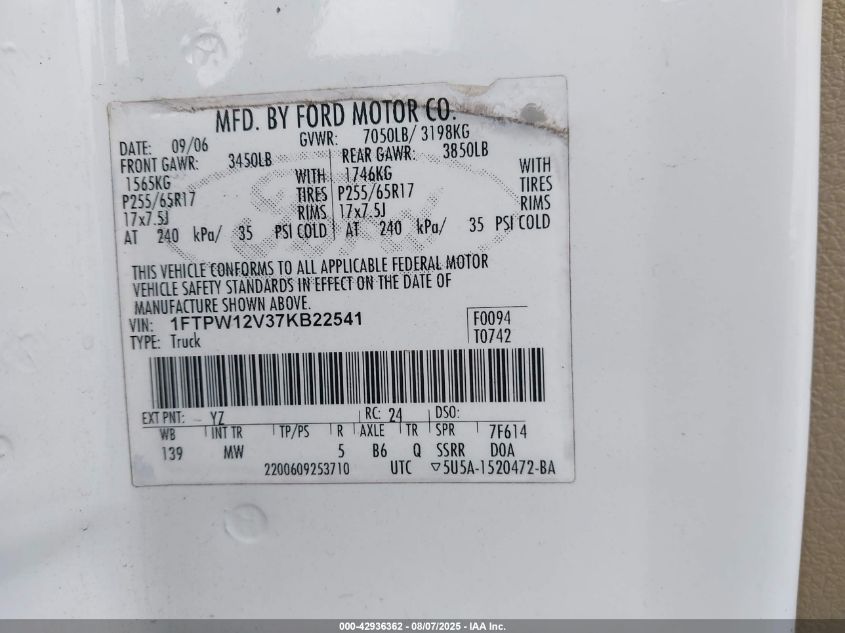 MFD. BY FORD MOTOR CO.
DATE: 09/06 GVWR: 7050LB/ 3198KG
FRONT GAWR: 3450LB REAR GAWR: 3850LB
1565KG WITH 1746KG WITH
P255/65R17 TIRES P255/65R17 TIRES
17x7.5J RIMS 17x7.5J RIMS
AT 240 kPa/ 35 PSI COLD AT 240 kPa/ 35 PSI COLD
THIS VEHICLE CONFORMS TO ALL APPLICABLE FEDERAL MOTOR
VEHICLE SAFETY STANDARDS IN EFFECT ON THE DATE OF
MANUFACTURE SHOWN ABOVE.
VIN: 1FTPW12V37KB22541 F0094
TYPE: Truck T0742
EXT PNT: YZ RC: 24 DSO:
WB INT TR TP/PS R AXLE TR SPR 7F614
139 MW 5 B6 Q SSRR DOA
2200609253710 UTC ▽5U5A-1520472-BA
000-42936362 - 08/07/2025 - IAA Inc.